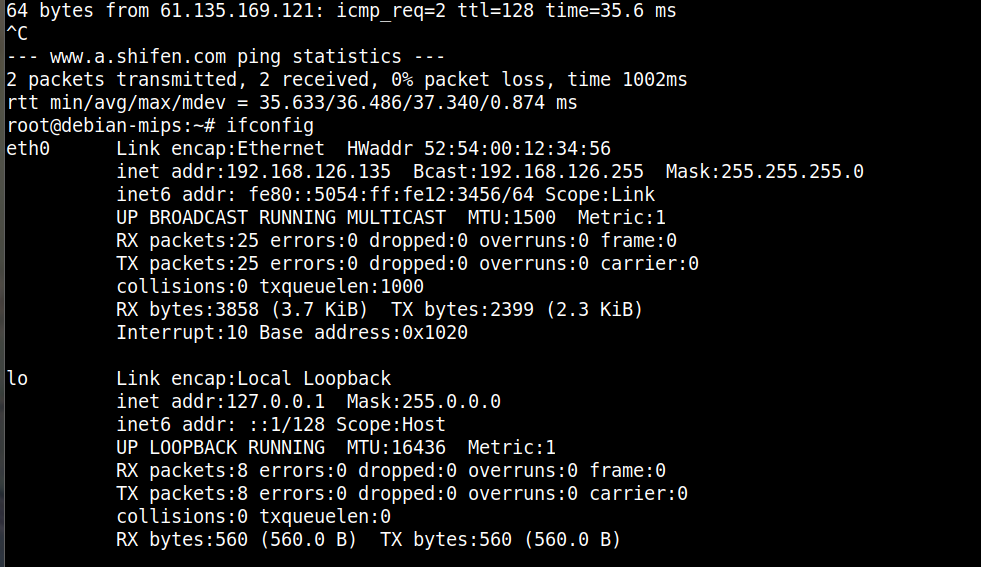 64 bytes from 61.135.169.121: icmp_req=2 ttl=128 time=35.6 ms
^C
--- www.a.shifen.com ping statistics ---
2 packets transmitted, 2 received, 0% packet loss, time 1002ms
rtt min/avg/max/mdev = 35.633/36.486/37.340/0.874 ms
root@debian-mips:~# ifconfig
eth0      Link encap:Ethernet  HWaddr 52:54:00:12:34:56
          inet addr:192.168.126.135  Bcast:192.168.126.255  Mask:255.255.255.0
          inet6 addr: fe80::5054:ff:fe12:3456/64 Scope:Link
          UP BROADCAST RUNNING MULTICAST  MTU:1500  Metric:1
          RX packets:25 errors:0 dropped:0 overruns:0 frame:0
          TX packets:25 errors:0 dropped:0 overruns:0 carrier:0
          collisions:0 txqueuelen:1000
          RX bytes:3858 (3.7 KiB)  TX bytes:2399 (2.3 KiB)
          Interrupt:10 Base address:0x1020

lo        Link encap:Local Loopback
          inet addr:127.0.0.1  Mask:255.0.0.0
          inet6 addr: ::1/128 Scope:Host
          UP LOOPBACK RUNNING  MTU:16436  Metric:1
          RX packets:8 errors:0 dropped:0 overruns:0 frame:0
          TX packets:8 errors:0 dropped:0 overruns:0 carrier:0
          collisions:0 txqueuelen:0
          RX bytes:560 (560.0 B)  TX bytes:560 (560.0 B)